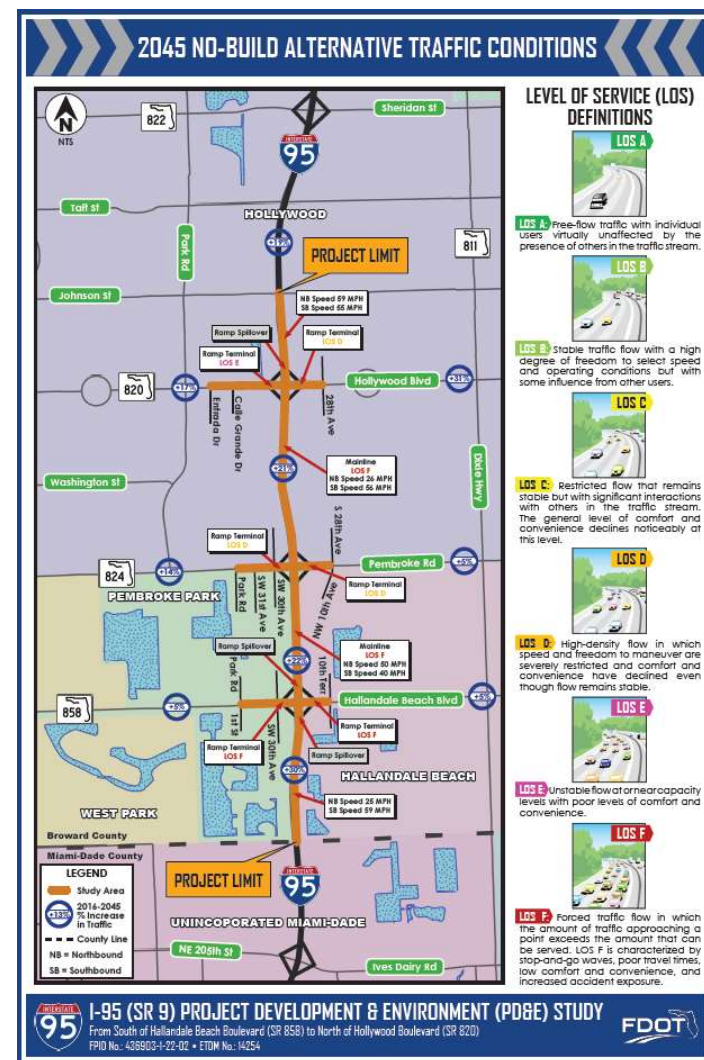 2045 NO-BUILD ALTERNATIVE TRAFFIC CONDITIONS
N
NTS
822
Sheridan St
INTERSTATE
95
Taft St
Park Rd
HOLLYWOOD
811
PROJECT LIMIT
Johnson St
NB Speed 59 MPH
SB Speed 55 MPH
Ramp Spillover
Ramp Terminal
LOS D
Ramp Terminal
LOS E
820
+17%
Hollywood Blvd
+31%
Entrada Dr
Calle Grande Dr
28th Ave
Dixie Hwy
+21%
Mainline
LOS F
NB Speed 26 MPH
SB Speed 56 MPH
Washington St
S 28th Ave
Ramp Terminal
LOS D
824
+14%
Pembroke Rd
+5%
Ramp Terminal
LOS D
PEMBROKE PARK
Park Rd
SW 31st Ave
SW 30th Ave
NW 10th Ave
Mainline
LOS F
NB Speed 50 MPH
SB Speed 40 MPH
Ramp Spillover
+22%
10th Terr
Park Rd
858
+5%
Hallandale Beach Blvd
+5%
1st St
SW 30th Ave
Ramp Terminal
LOS F
Ramp Terminal
LOS F
Ramp Spillover
HALLANDALE BEACH
WEST PARK
NB Speed 25 MPH
SB Speed 59 MPH
Broward County
Miami-Dade County
PROJECT LIMIT
INTERSTATE
95
UNINCOPORATED MIAMI-DADE
NE 205th St
Ives Dairy Rd
LEGEND
Study Area
+13%
2016-2045
% Increase
in Traffic
County Line
NB = Northbound
SB = Southbound
LEVEL OF SERVICE (LOS)
DEFINITIONS
LOS A
LOS A: Free-flow traffic with individual
users virtually unaffected by the
presence of others in the traffic stream.
LOS B
LOS B: Stable traffic flow with a high
degree of freedom to select speed
and operating conditions but with
some influence from other users.
LOS C
LOS C: Restricted flow that remains
stable but with significant interactions
with others in the traffic stream.
The general level of comfort and
convenience declines noticeably at
this level.
LOS D
LOS D: High-density flow in which
speed and freedom to maneuver are
severely restricted and comfort and
convenience have declined even
though flow remains stable.
LOS E
LOS E: Unstable flow at or near capacity
levels with poor levels of comfort and
convenience.
LOS F
LOS F: Forced traffic flow in which
the amount of traffic approaching a
point exceeds the amount that can
be served. LOS F is characterized by
stop-and-go waves, poor travel times,
low comfort and convenience, and
increased accident exposure.
INTERSTATE
95
I-95 (SR 9) PROJECT DEVELOPMENT & ENVIRONMENT (PD&E) STUDY
From South of Hallandale Beach Boulevard (SR 858) to North of Hollywood Boulevard (SR 820)
FPID No.: 436903-1-22-02 • ETDM No.: 14254
FDOT